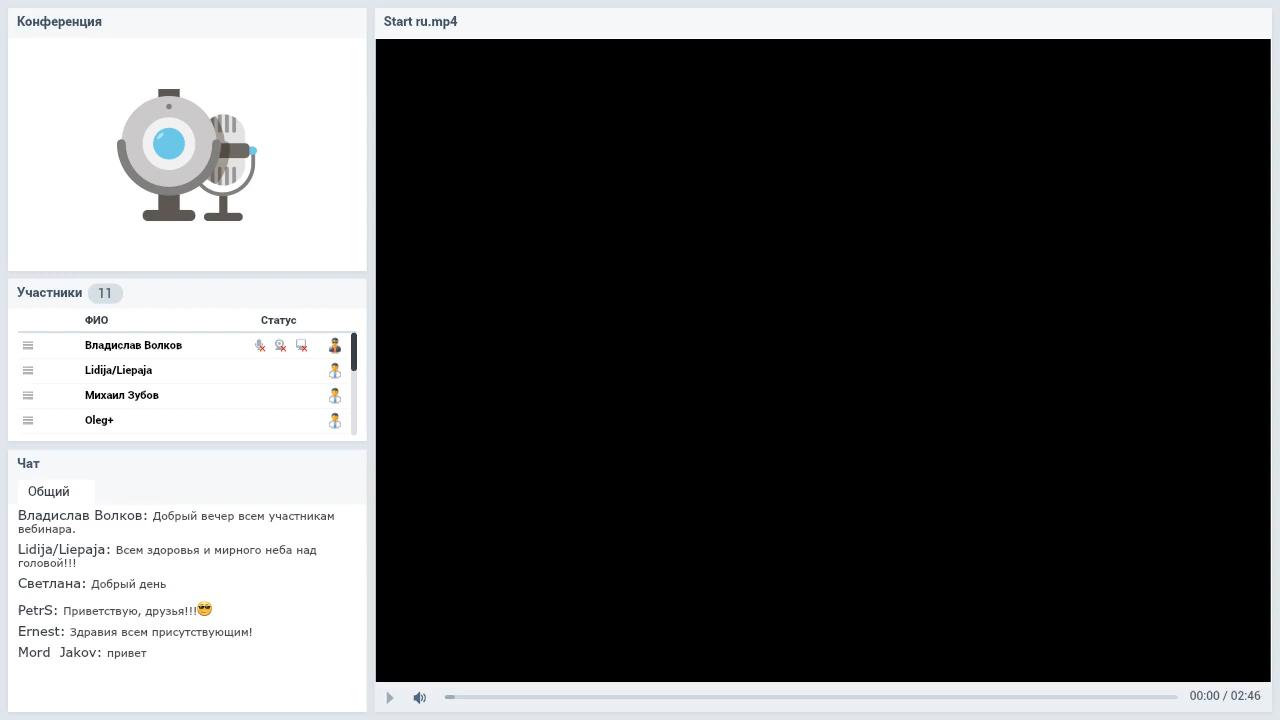 Конференция
Start ru.mp4
Участники 11
ФИО Статус
Владислав Волков
Lidija/Liepaja
Михаил Зубов
Oleg+
Чат
Общий
Владислав Волков: Добрый вечер всем участникам
вебинара.
Lidija/Liepaja: Всем здоровья и мирного неба над
головой!!!
Светлана: Добрый день
PetrS: Приветствую, друзья!!!
Ernest: Здравия всем присутствующим!
Mord Jakov: привет
00:00 / 02:46